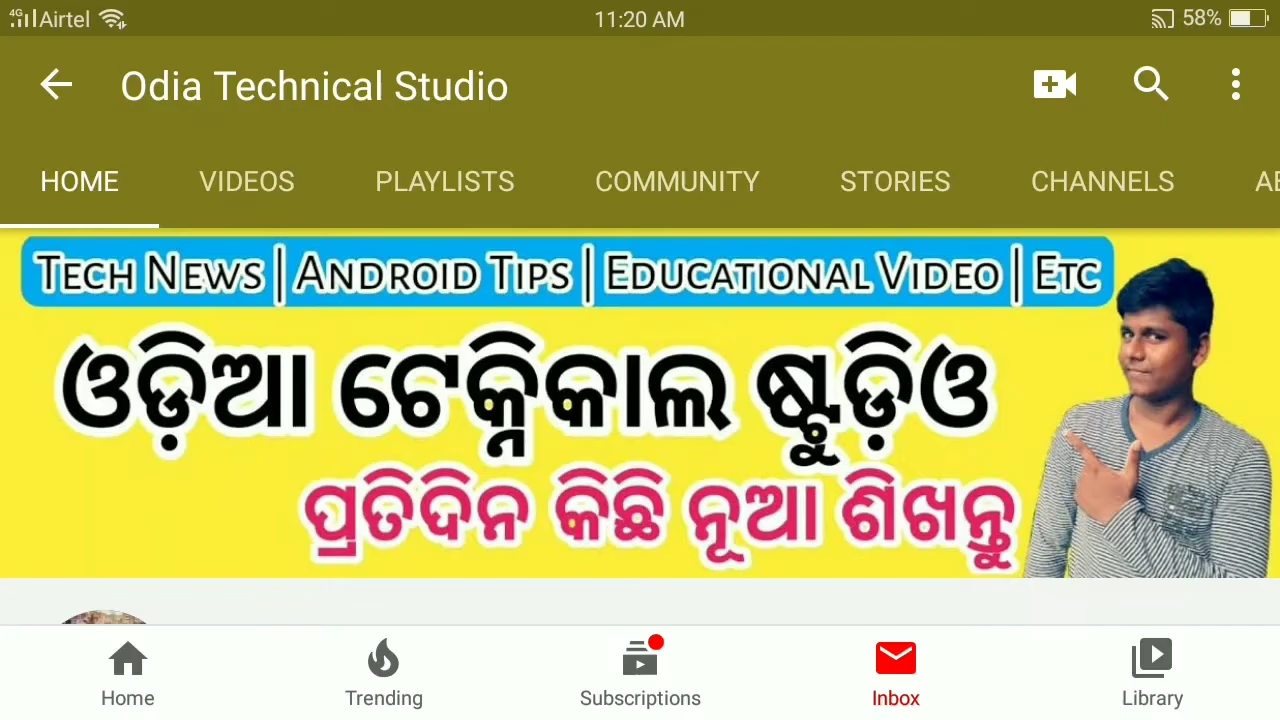 4G Airtel 11:20 AM 58%
Odia Technical Studio
HOME VIDEOS PLAYLISTS COMMUNITY STORIES CHANNELS
TECH NEWS | ANDROID TIPS | EDUCATIONAL VIDEO | ETC
ଓଡ଼ିଆ ଟେକ୍ନିକାଲ ଷ୍ଟୁଡ଼ିଓ
ପ୍ରତିଦିନ କିଛି ନୂଆ ଶିଖନ୍ତୁ
Home Trending Subscriptions Inbox Library